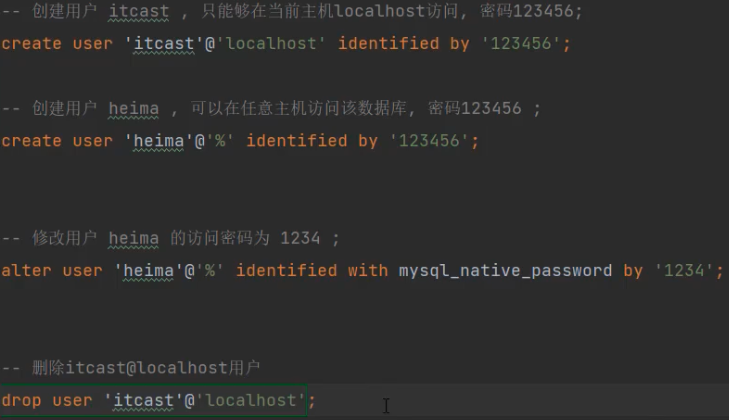 -- 创建用户 itcast , 只能够在当前主机localhost访问, 密码123456;
create user 'itcast'@'localhost' identified by '123456';
-- 创建用户 heima , 可以在任意主机访问该数据库, 密码123456 ;
create user 'heima'@'%' identified by '123456';
-- 修改用户 heima 的访问密码为 1234 ;
alter user 'heima'@'%' identified with mysql_native_password by '1234';
-- 删除itcast@localhost用户
drop user 'itcast'@'localhost';